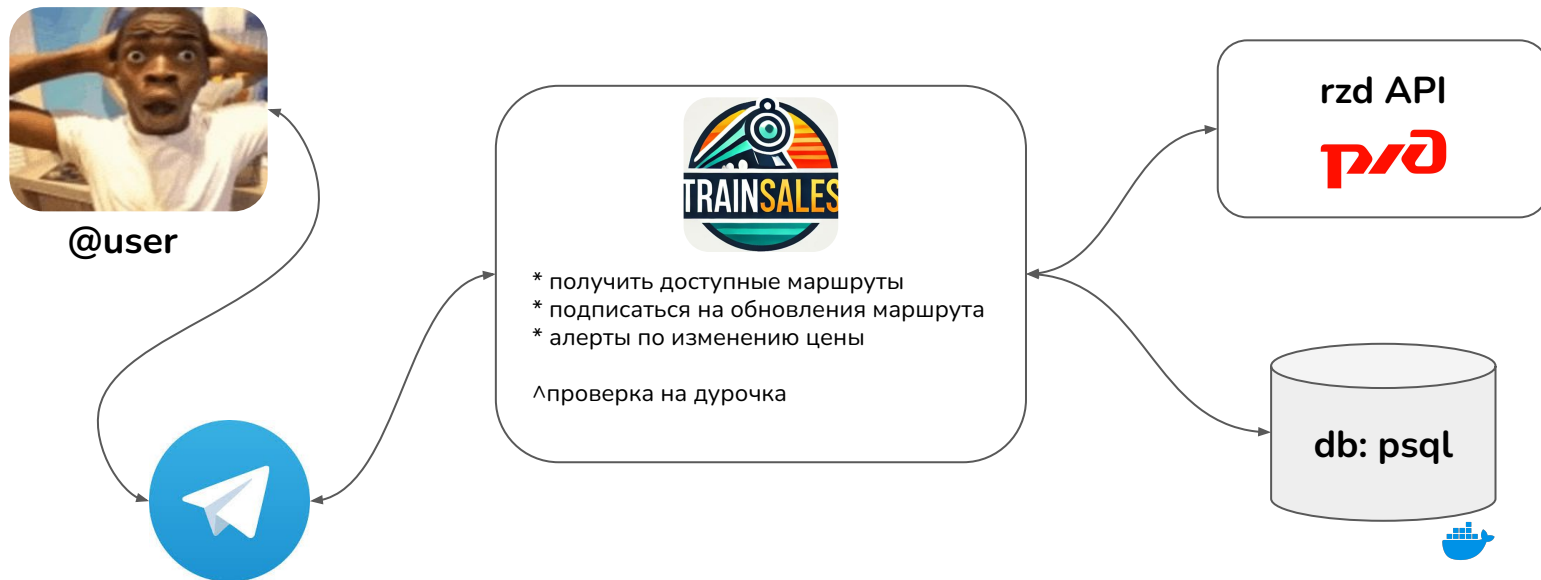 @user
TRAINSALES
* получить доступные маршруты
* подписаться на обновления маршрута
* алерты по изменению цены
^проверка на дурочка
rzd API
ржд
db: psql